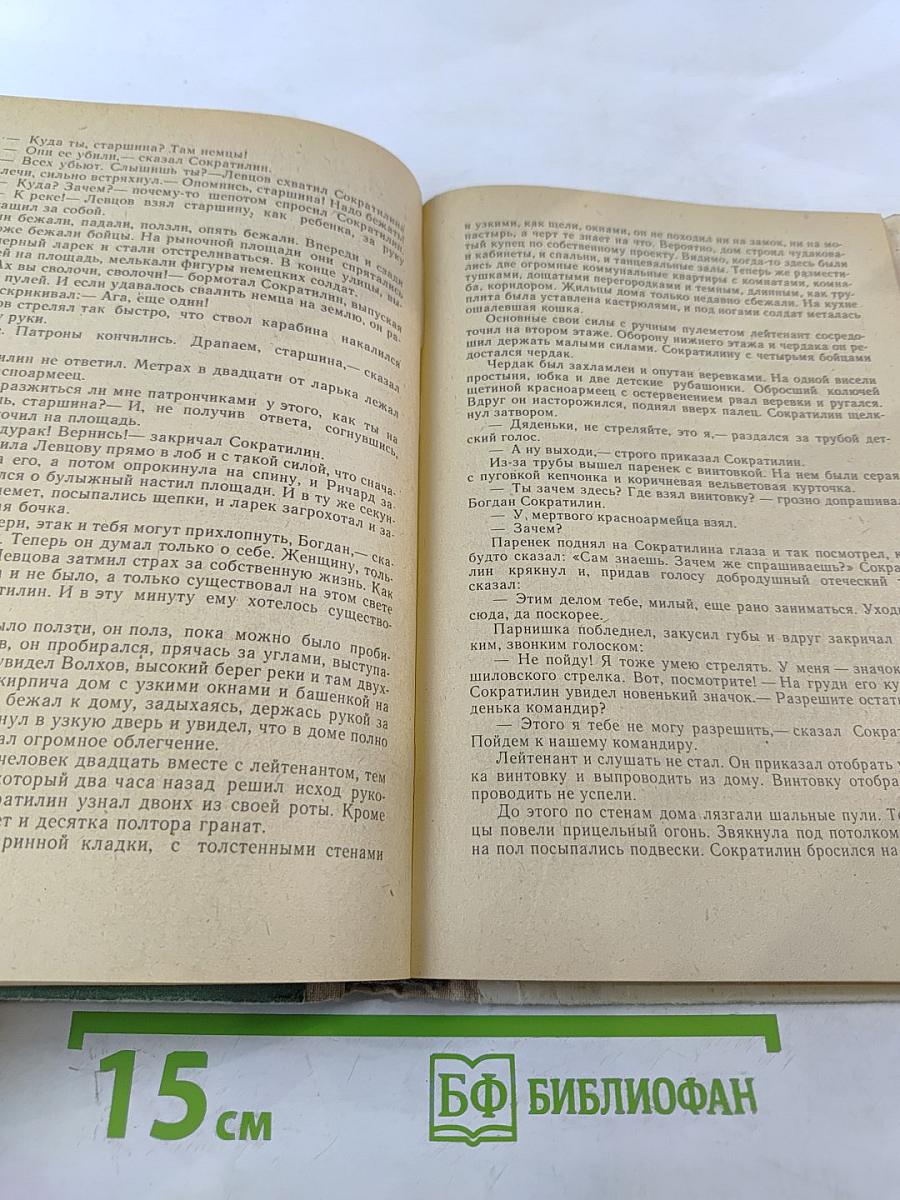 — Куда ты, старшина? Там немцы!
— Они ее убили,— сказал Сократилин.
— Всех убьют. Слышишь ты?—Левцов схватил Сократилина
лечи, сильно встряхнул.— Опомнись, старшина! Надо бежать
— Куда? Зачем?— почему-то шепотом спросил Сократилин.
— К реке!— Левцов взял старшину, как ребенка, за руку
ащил за собой.
ни бежали, падали, ползли, опять бежали. Впереди и сзади
оже бежали бойцы. На рыночной площади они спрятались
черный ларек и стали отстреливаться. В конце улицы, вы-
ей на площадь, мелькали фигуры немецких солдат.
Ах вы сволочи, сволочи!— бормотал Сократилин, выпуская
пулей. И если удавалось свалить немца на землю, он ра-
скрикивал:— Ага, еще один!
ов стрелял так быстро, что ствол карабина накалился
у руки.
. Патроны кончились. Драпаем, старшина,— сказал
илин не ответил. Метрах в двадцати от ларька лежал
асноармеец.
разжиться ли мне патрончиками у этого, как ты на
ь, старшина?— И, не получив ответа, согнувшись,
очил на площадь.
дурак! Вернись!— закричал Сократилин.
ила Левцову прямо в лоб и с такой силой, что снача-
а его, а потом опрокинула на спину, и Ричард за-
лся о булыжный настил площади. И в ту же секун-
немет, посыпались щепки, и ларек загрохотал и за-
ая бочка.
ери, этак и тебя могут прихлопнуть, Богдан,— ска-
. Теперь он думал только о себе. Женщину, толь-
Левцова затмил страх за собственную жизнь. Как
а и не было, а только существовал на этом свете
тилин. И в эту минуту ему хотелось существо-
ыло ползти, он полз, пока можно было проби-
в, он пробирался, прячась за углами, выступа-
увидел Волхов, высокий берег реки и там двух-
кирпича дом с узкими окнами и башенкой на
бежал к дому, задыхаясь, держась рукой за
нул в узкую дверь и увидел, что в доме полно
ал огромное облегчение.
человек двадцать вместе с лейтенантом, тем
который два часа назад решил исход руко-
ратилин узнал двоих из своей роты. Кроме
ет и десятка полтора гранат.
ринной кладки, с толстенными стенами
и узкими, как щели, окнами, он не походил ни на замок, ни на мо-
настырь, а черт те знает на что. Вероятно, дом строил чудакова-
тый купец по собственному проекту. Видимо, когда-то здесь были
и кабинеты, и спальни, и танцевальные залы. Теперь же размести-
лись две огромные коммунальные квартиры с комнатами, комна-
тушками, дощатыми перегородками и темным, длинным, как тру-
ба, коридором. Жильцы дома только недавно сбежали. На кухне
плита была уставлена кастрюлями, и под ногами солдат металась
ошалевшая кошка.
Основные свои силы с ручным пулеметом лейтенант сосредо-
точил на втором этаже. Оборону нижнего этажа и чердака он ре-
шил держать малыми силами. Сократилину с четырьмя бойцами
достался чердак.
Чердак был захламлен и опутан веревками. На одной висели
простыня, юбка и две детские рубашонки. Обросший колючей
щетиной красноармеец с остервенением рвал веревки и ругался.
Вдруг он насторожился, поднял вверх палец. Сократилин щелк-
нул затвором.
— Дяденьки, не стреляйте, это я,— раздался за трубой дет-
ский голос.
— А ну выходи,— строго приказал Сократилин.
Из-за трубы вышел паренек с винтовкой. На нем были серая
с пуговкой кепчонка и коричневая вельветовая курточка.
— Ты зачем здесь? Где взял винтовку? — грозно допрашивал
Богдан Сократилин.
— У, мертвого красноармейца взял.
— Зачем?
Паренек поднял на Сократилина глаза и так посмотрел, к
будто сказал: «Сам знаешь. Зачем же спрашиваешь?» Сокра
лин крякнул и, придав голосу добродушный отеческий т
сказал:
— Этим делом тебе, милый, еще рано заниматься. Уход
сюда, да поскорее.
Парнишка побледнел, закусил губы и вдруг закричал
ким, звонким голоском:
— Не пойду! Я тоже умею стрелять. У меня — значок
шиловского стрелка. Вот, посмотрите! — На груди его ку
Сократилин увидел новенький значок.— Разрешите остат
денька командир?
— Этого я тебе не могу разрешить,— сказал Сократ
Пойдем к нашему командиру.
Лейтенант и слушать не стал. Он приказал отобрать у
ка винтовку и выпроводить из дому. Винтовку отобра
проводить не успели.
До этого по стенам дома лязгали шальные пули. Те
цы повели прицельный огонь. Звякнула под потолком
на пол посыпались подвески. Сократилин бросился на
15 см
БФ БИБЛИОФАН